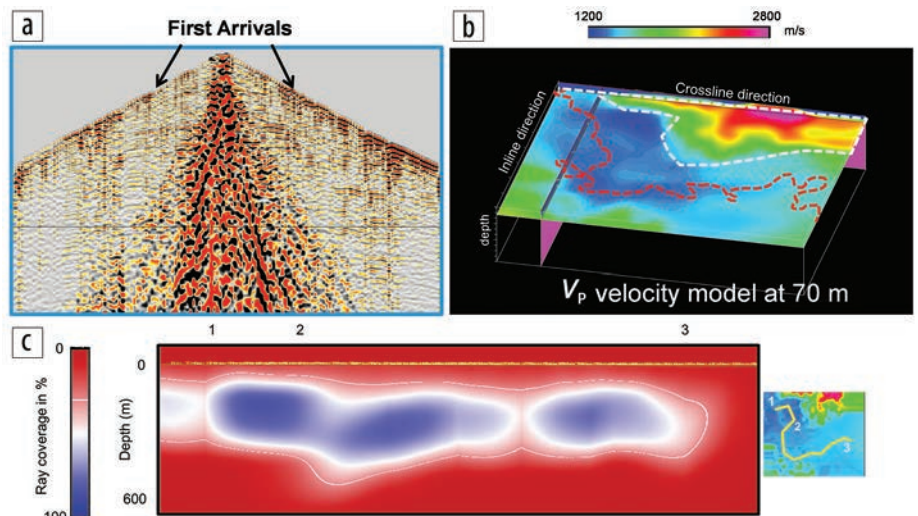 a
First Arrivals
b
1200
2800
m/s
Crossline direction
Inline direction
depth
VP velocity model at 70 m
c
1
2
3
0
Ray coverage in %
100
0
Depth (m)
600
1
2
3